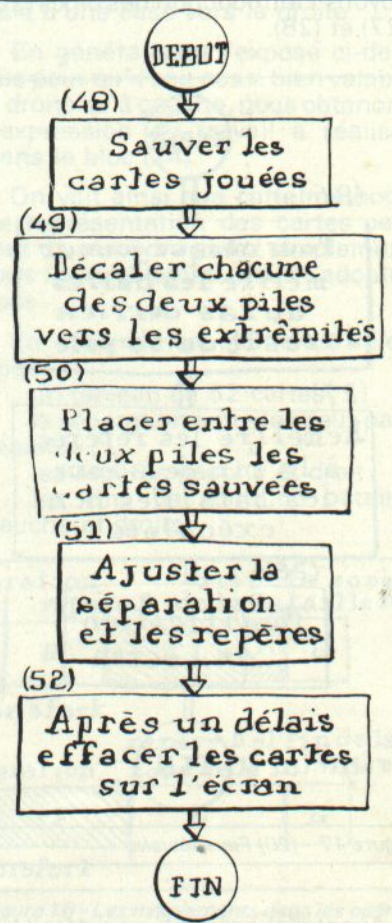 DEBUT
(48)
Sauver les
cartes jouées
(49)
Décaler chacune
des deux piles
vers les extrêmités
(50)
Placer entre les
deux piles les
cartes sauvées
(51)
Ajuster la
séparation
et les repères
(52)
Après un délais
effacer les cartes
sur l'écran
FIN